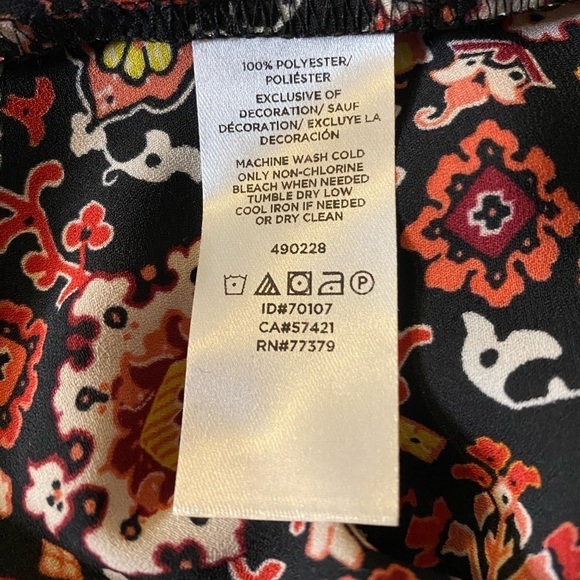 100% POLYESTER/
POLIÉSTER
EXCLUSIVE OF
DECORATION/ SAUF
DÉCORATION/ EXCLUYE LA
DECORACIÓN
MACHINE WASH COLD
ONLY NON-CHLORINE
BLEACH WHEN NEEDED
TUMBLE DRY LOW
COOL IRON IF NEEDED
OR DRY CLEAN
490228
P
ID#70107
CA#57421
RN#77379